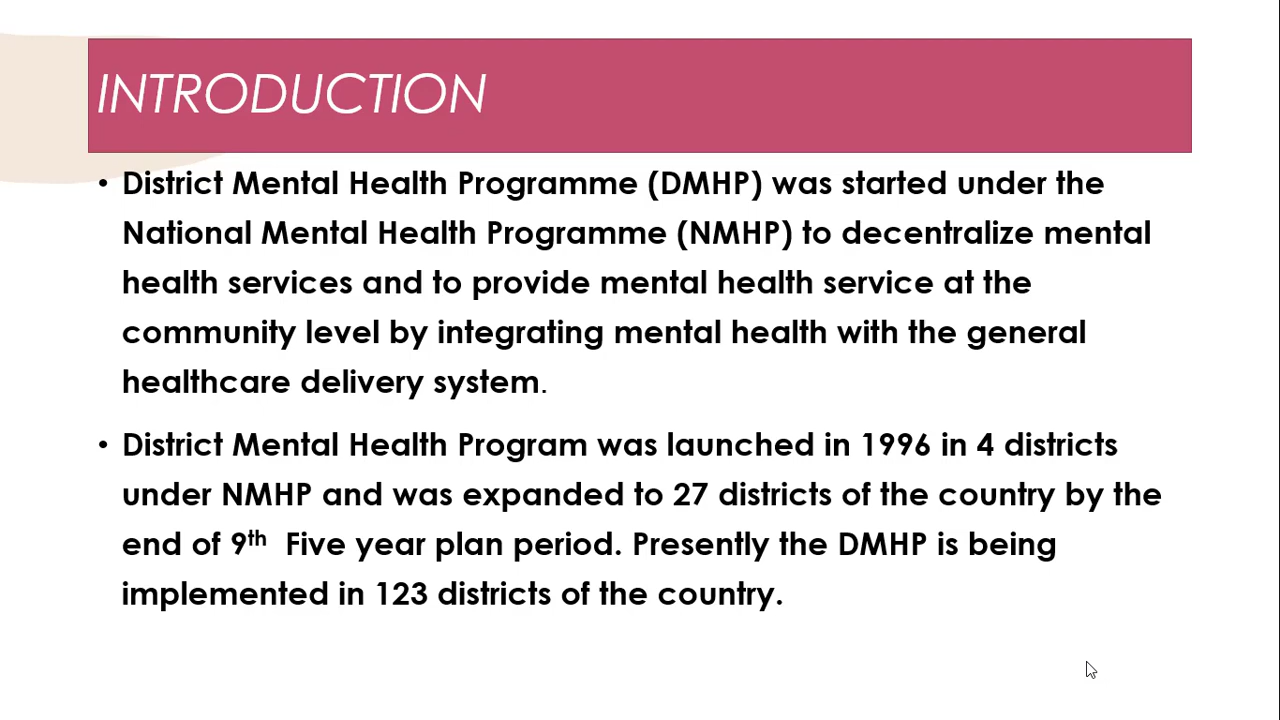 INTRODUCTION
• District Mental Health Programme (DMHP) was started under the
National Mental Health Programme (NMHP) to decentralize mental
health services and to provide mental health service at the
community level by integrating mental health with the general
healthcare delivery system.
• District Mental Health Program was launched in 1996 in 4 districts
under NMHP and was expanded to 27 districts of the country by the
end of 9th Five year plan period. Presently the DMHP is being
implemented in 123 districts of the country.